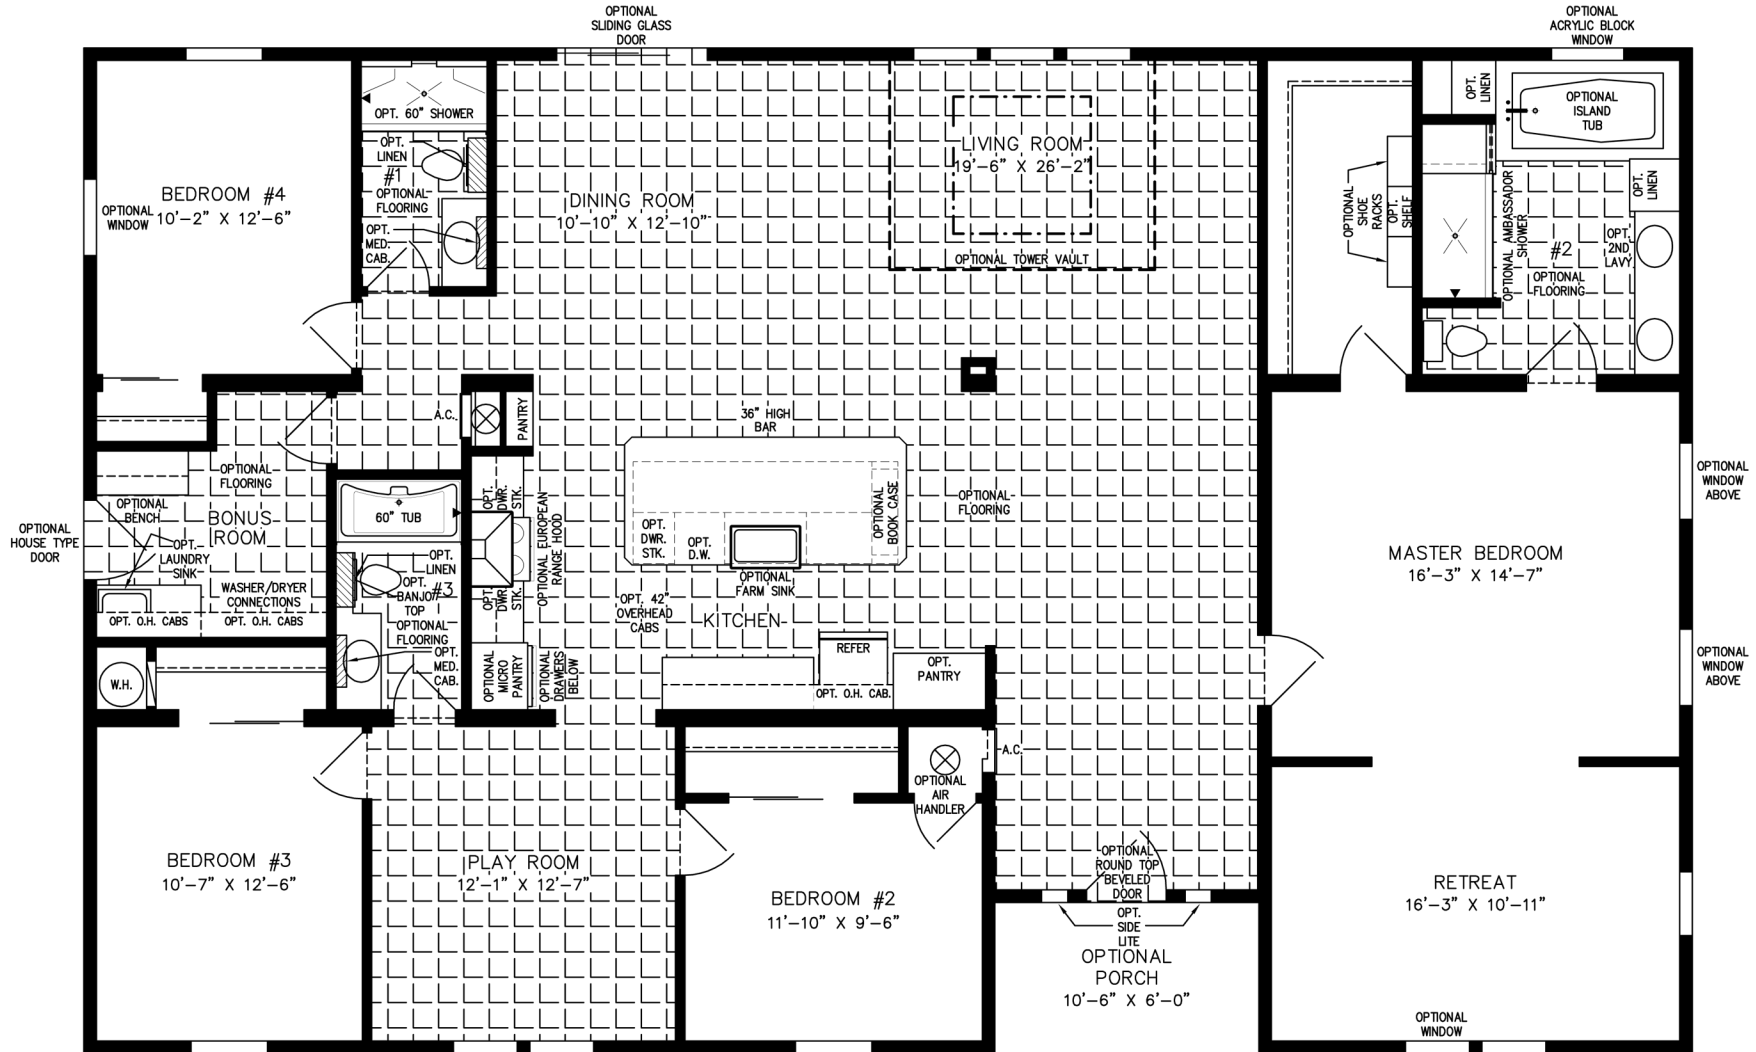 OPTIONAL
SLIDING GLASS
DOOR
OPTIONAL
ACRYLIC BLOCK
WINDOW
OPT. 60" SHOWER
OPT.
LINEN
#1
OPTIONAL
FLOORING
OPT.
MED.
CAB.
BEDROOM #4
10'-2" X 12'-6"
OPTIONAL
WINDOW
DINING ROOM
10'-10" X 12'-10"
LIVING ROOM
19'-6" X 26'-2"
OPTIONAL TOWER VAULT
OPTIONAL
SHOE
RACKS
OPT.
SHELF
OPT.
LINEN
OPTIONAL
ISLAND
TUB
OPTIONAL AMBASSADOR
SHOWER
#2
OPTIONAL
FLOORING
OPT.
LINEN
OPT.
2ND
LAVY
A.C.
PANTRY
36" HIGH
BAR
OPTIONAL
FLOORING
OPTIONAL
BENCH
BONUS
ROOM
OPTIONAL
HOUSE TYPE
DOOR
OPT.
LAUNDRY
SINK
WASHER/DRYER
CONNECTIONS
OPT. O.H. CABS
OPT. O.H. CABS
60" TUB
OPT.
LINEN
OPT.
BANJO
TOP
#3
OPTIONAL
FLOORING
OPT.
MED.
CAB.
OPT.
DWR.
STK.
OPT.
DWR.
STK.
OPTIONAL EUROPEAN
RANGE HOOD
OPTIONAL
MICRO
PANTRY
OPTIONAL
DRAWERS
BELOW
OPT.
DWR.
STK.
OPT.
D.W.
OPTIONAL
FARM SINK
OPTIONAL
BOOK CASE
OPTIONAL
FLOORING
OPT. 42"
OVERHEAD
CABS
KITCHEN
REFER
OPT. O.H. CAB.
OPT.
PANTRY
MASTER BEDROOM
16'-3" X 14'-7"
OPTIONAL
WINDOW
ABOVE
OPTIONAL
WINDOW
ABOVE
W.H.
A.C.
OPTIONAL
AIR
HANDLER
BEDROOM #3
10'-7" X 12'-6"
PLAY ROOM
12'-1" X 12'-7"
BEDROOM #2
11'-10" X 9'-6"
OPTIONAL
ROUND TOP
BEVELED
DOOR
OPT.
SIDE
LITE
OPTIONAL
PORCH
10'-6" X 6'-0"
RETREAT
16'-3" X 10'-11"
OPTIONAL
WINDOW